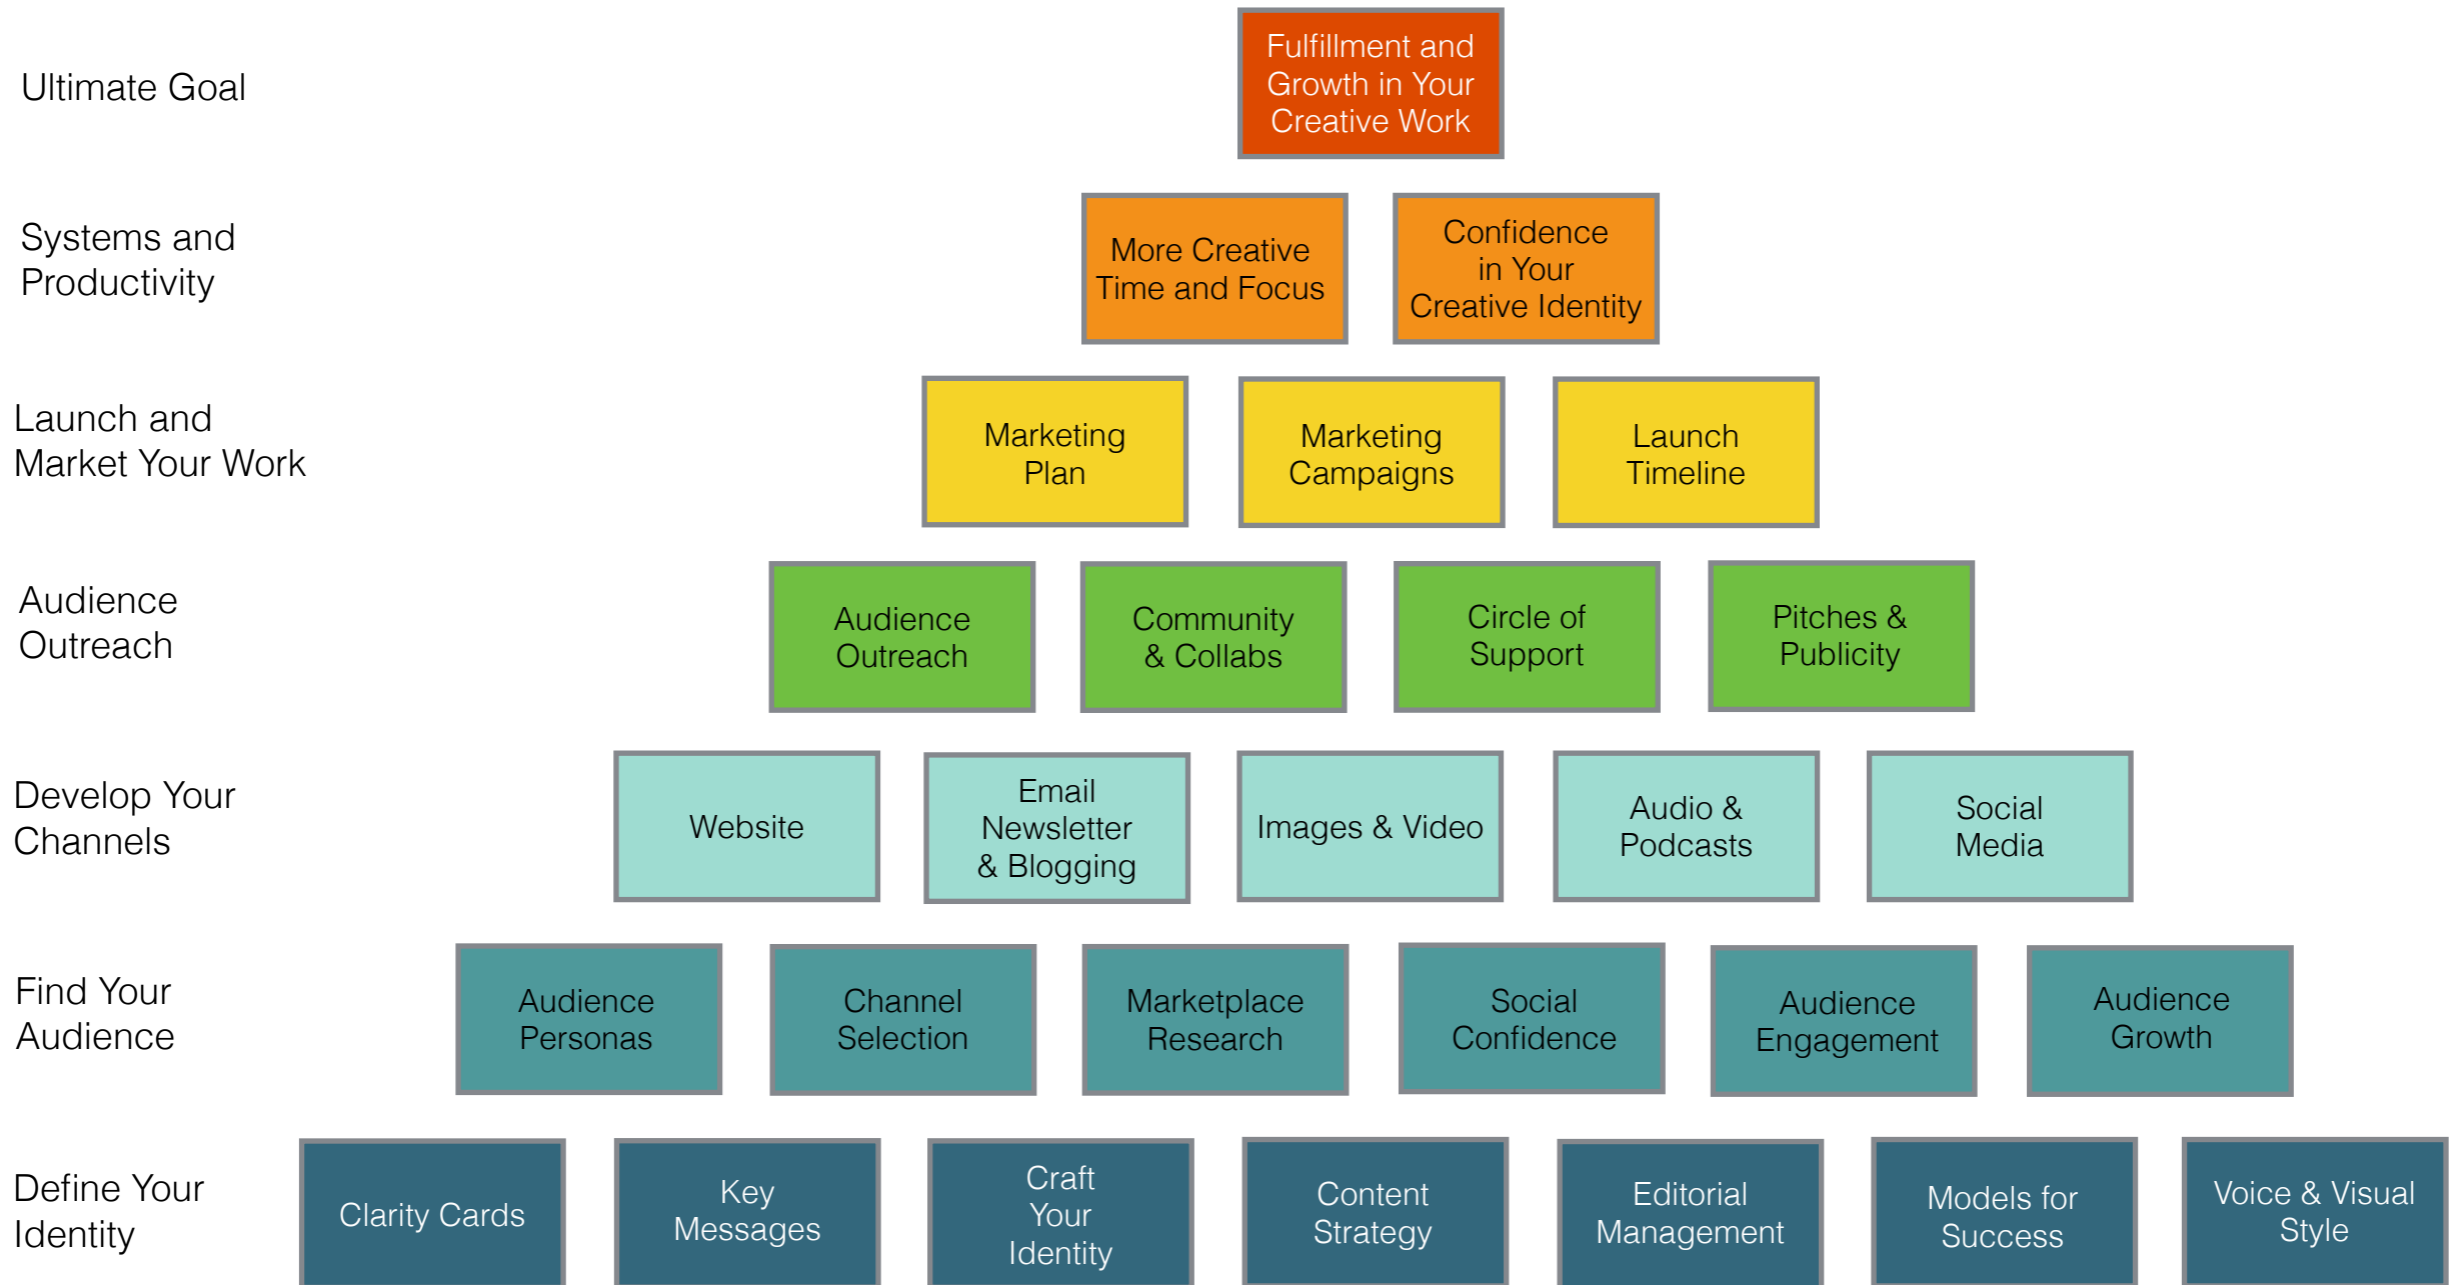 Ultimate Goal
Fulfillment and
Growth in Your
Creative Work
Systems and
Productivity
More Creative
Time and Focus
Confidence
in Your
Creative Identity
Launch and
Market Your Work
Marketing
Plan
Marketing
Campaigns
Launch
Timeline
Audience
Outreach
Audience
Outreach
Community
& Collabs
Circle of
Support
Pitches &
Publicity
Develop Your
Channels
Website
Email
Newsletter
& Blogging
Images & Video
Audio &
Podcasts
Social
Media
Find Your
Audience
Audience
Personas
Channel
Selection
Marketplace
Research
Social
Confidence
Audience
Engagement
Audience
Growth
Define Your
Identity
Clarity Cards
Key
Messages
Craft
Your
Identity
Content
Strategy
Editorial
Management
Models for
Success
Voice & Visual
Style